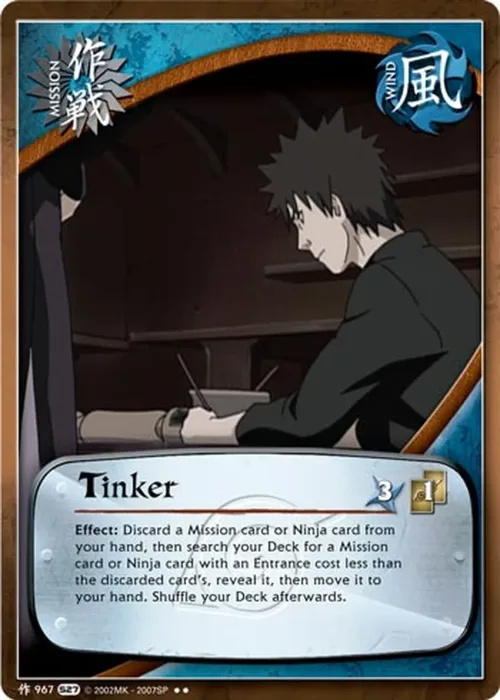 MISSION
作戦
WIND
風
Tinker
3
1
Effect: Discard a Mission card or Ninja card from
your hand, then search your Deck for a Mission
card or Ninja card with an Entrance cost less than
the discarded card's, reveal it, then move it to
your hand. Shuffle your Deck afterwards.
作 967 S27 © 2002MK - 2007SP